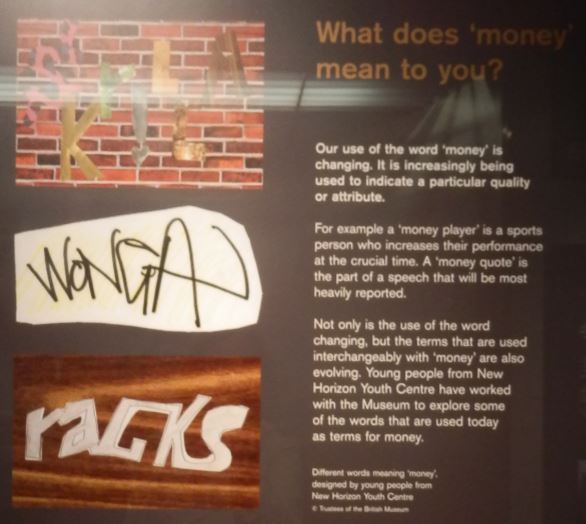 What does 'money'
mean to you?
Our use of the word 'money' is
changing. It is increasingly being
used to indicate a particular quality
or attribute.
For example a 'money player' is a sports
person who increases their performance
at the crucial time. A 'money quote' is
the part of a speech that will be most
heavily reported.
Not only is the use of the word
changing, but the terms that are used
interchangeably with 'money' are also
evolving. Young people from New
Horizon Youth Centre have worked
with the Museum to explore some
of the words that are used today
as terms for money.
Different words meaning 'money',
designed by young people from
New Horizon Youth Centre
© Trustees of the British Museum
WONGA
racks